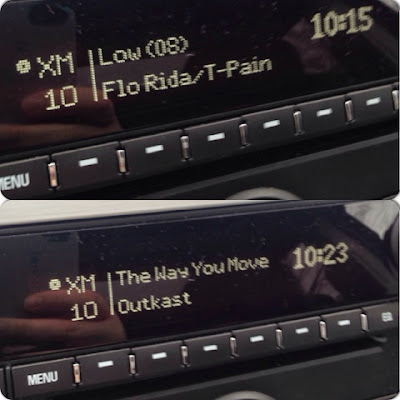 10:15
XM Low (08)
10 Flo Rida/T-Pain
MENU
10:23
XM The Way You Move
10 Outkast
MENU